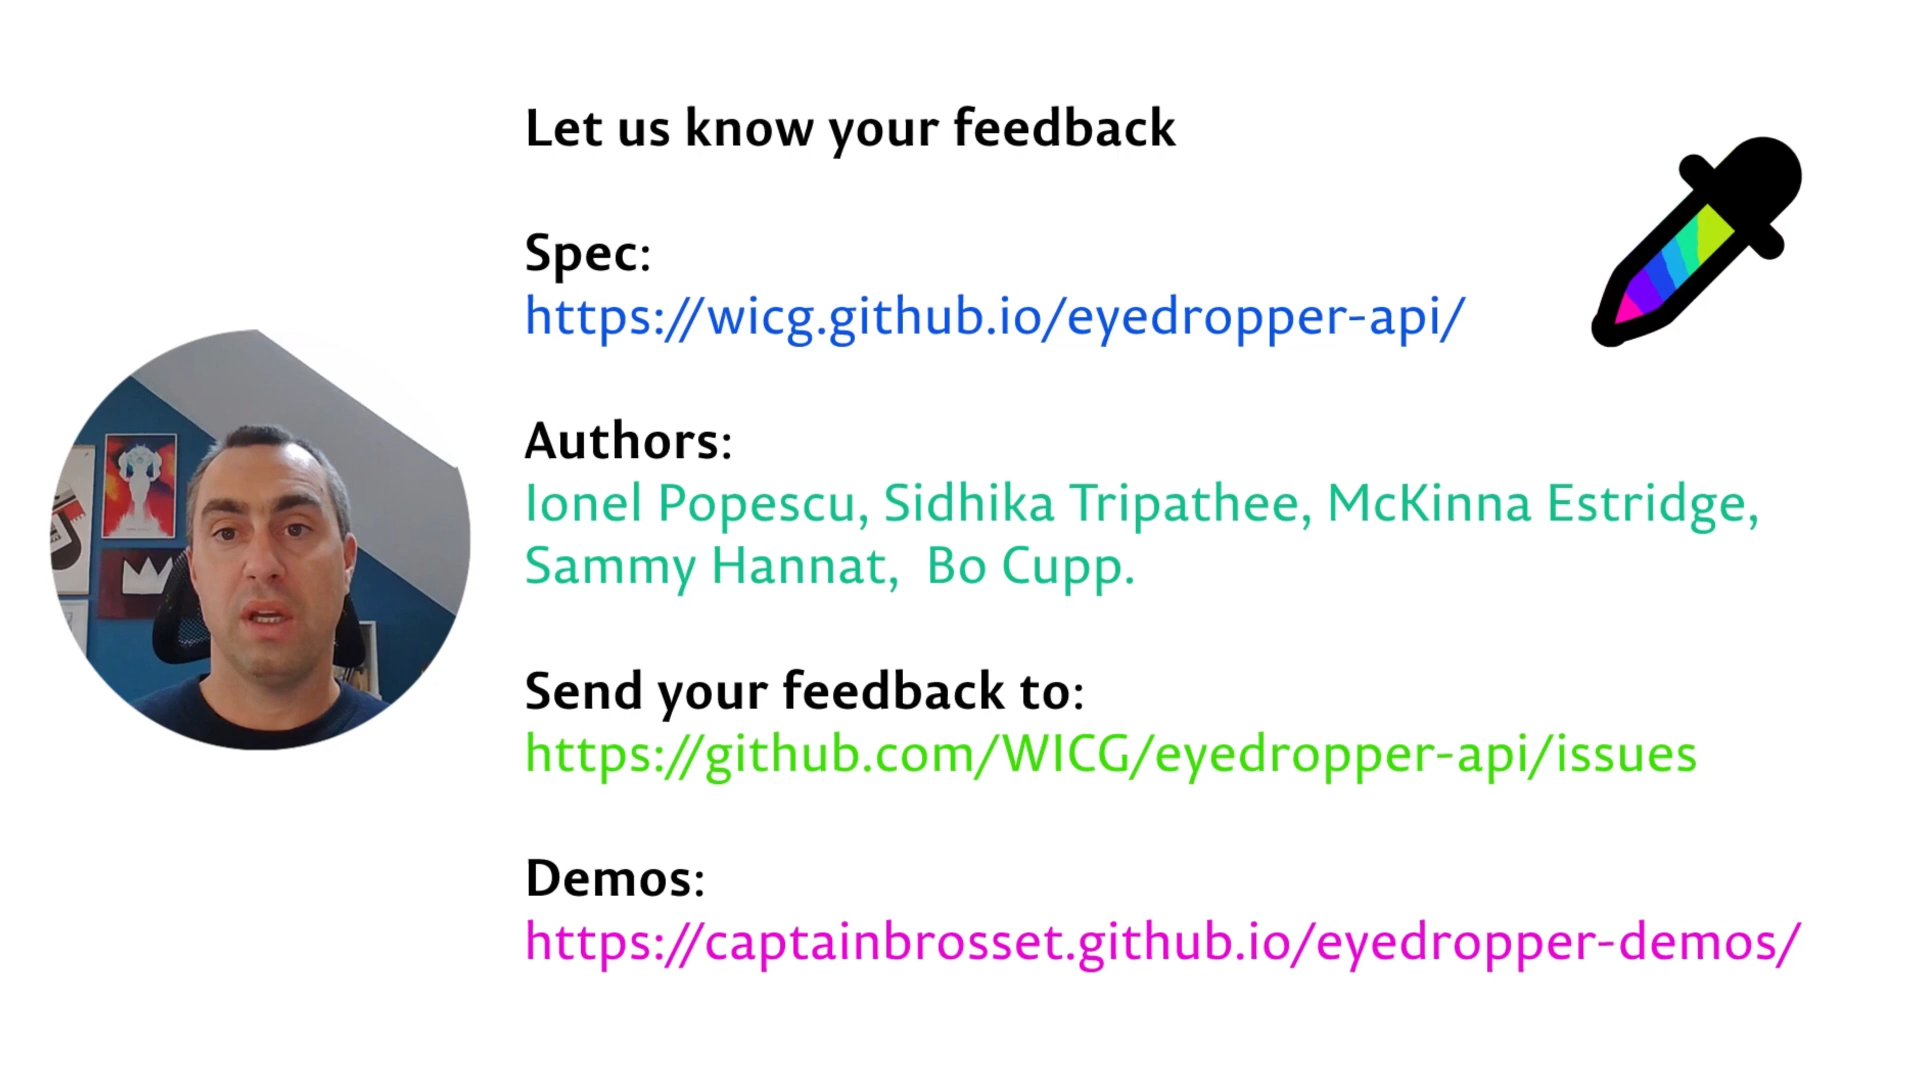 Let us know your feedback
Spec:
https://wicg.github.io/eyedropper-api/
Authors:
Ionel Popescu, Sidhika Tripathee, McKinna Estridge,
Sammy Hannat, Bo Cupp.
Send your feedback to:
https://github.com/WICG/eyedropper-api/issues
Demos:
https://captainbrosset.github.io/eyedropper-demos/